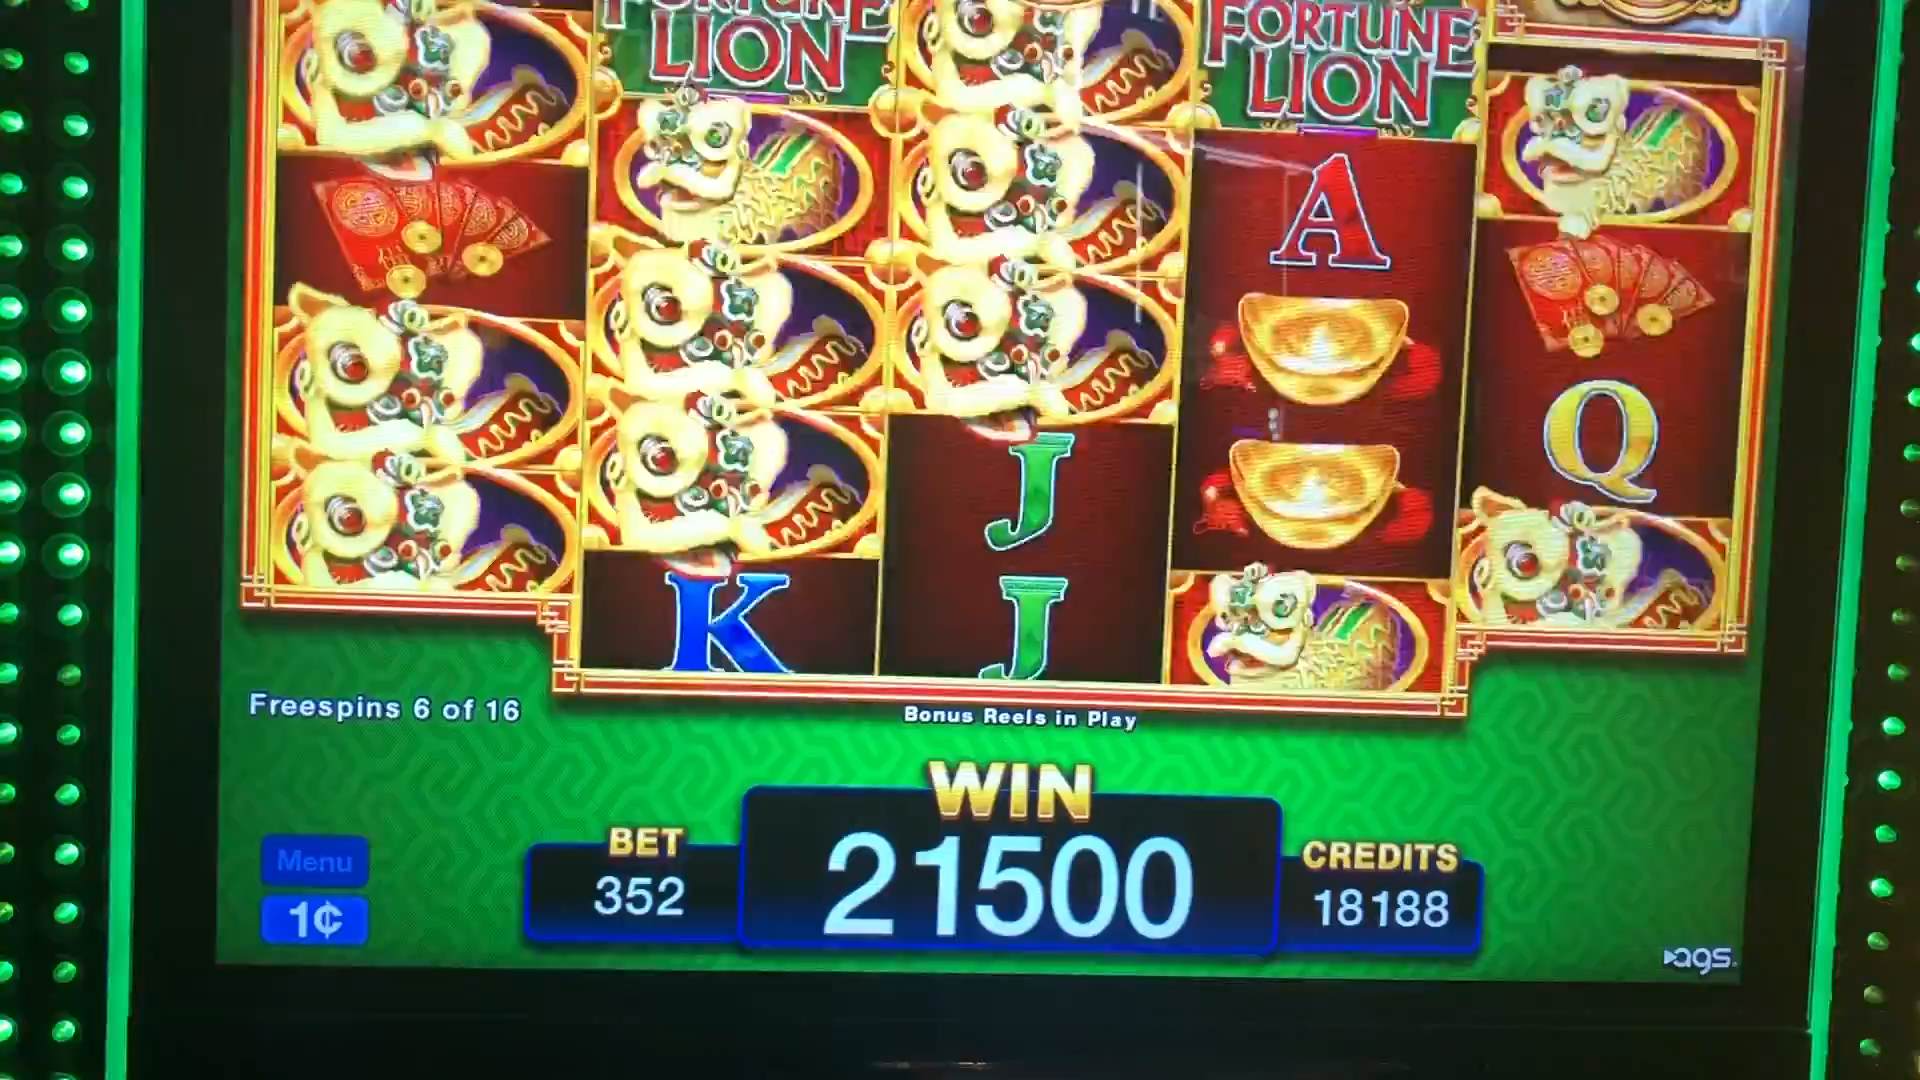 FORTUNE
LION
FORTUNE
LION
A
Q
J
K
J
Freespins 6 of 16
Bonus Reels in Play
WIN
21500
BET
352
CREDITS
18188
Menu
1¢
ags